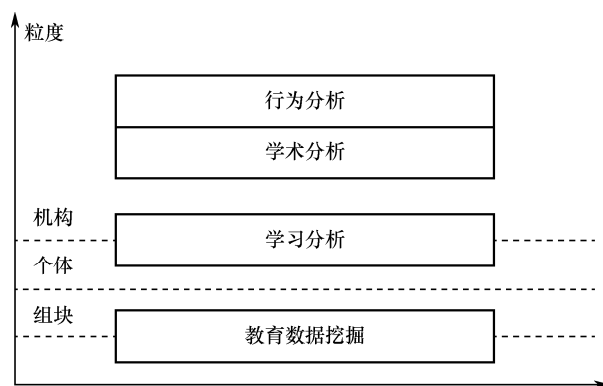 粒度
行为分析
学术分析
机构
学习分析
个体
组块
教育数据挖掘